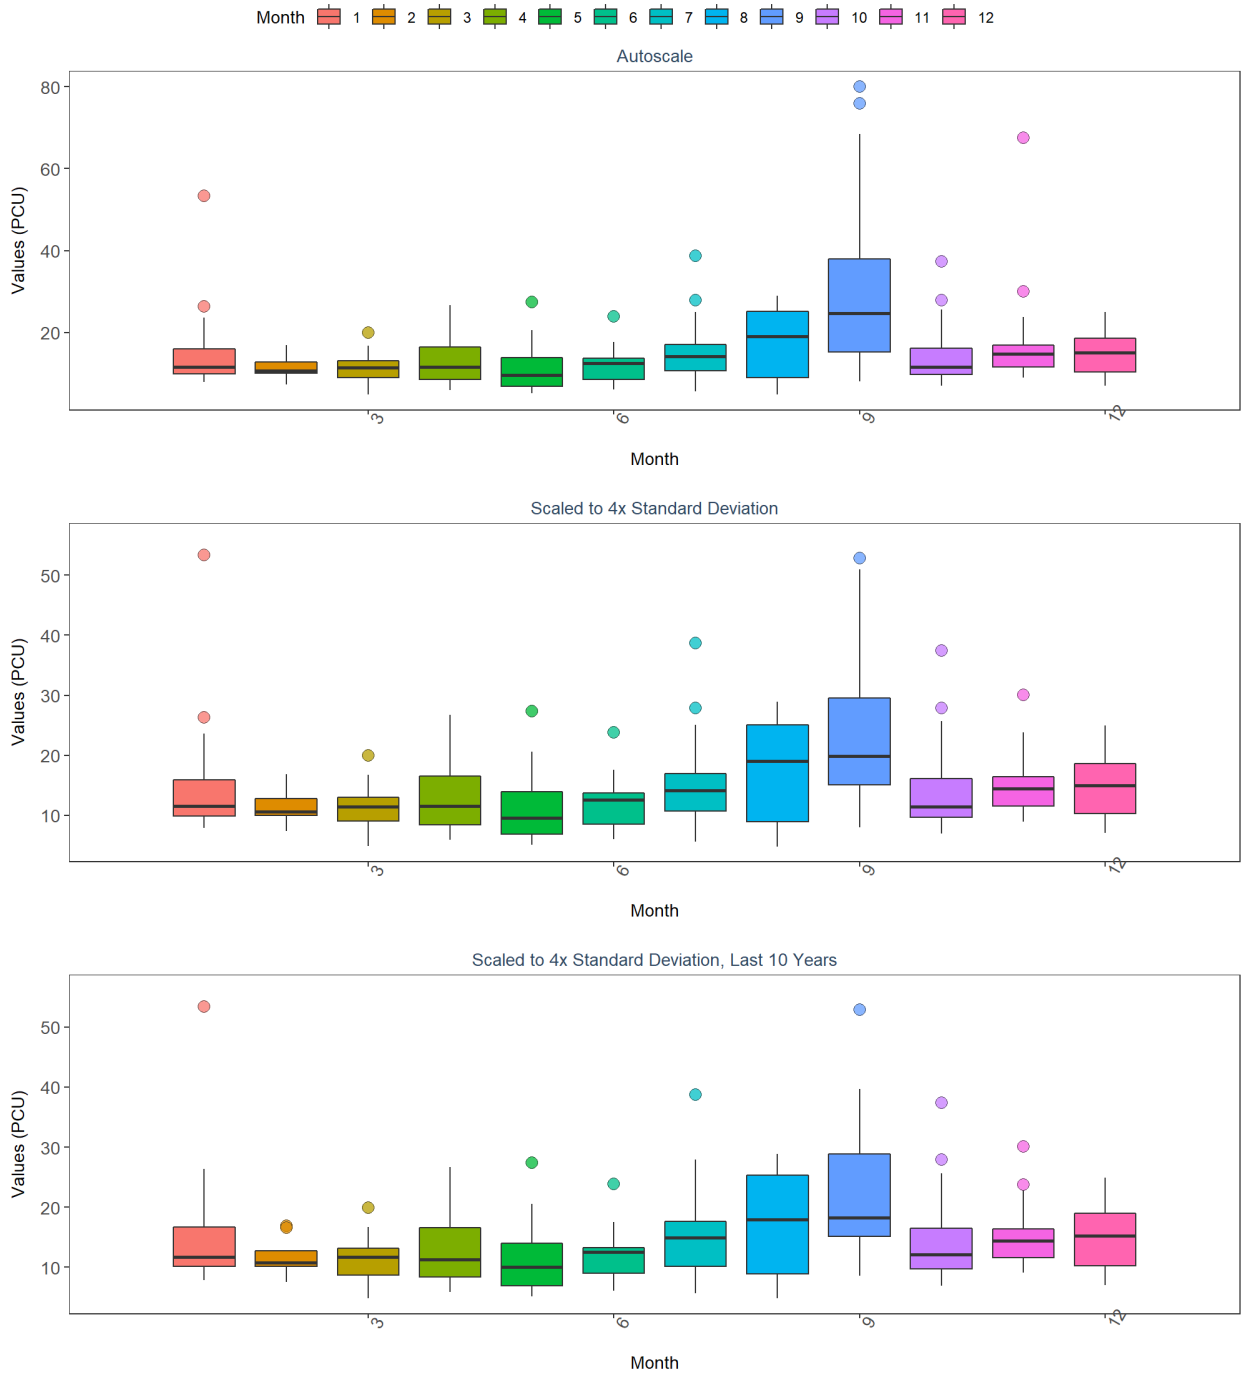 Month 1 2 3 4 5 6 7 8 9 10 11 12
Autoscale
Values (PCU)
80
60
40
20
3 6 9 12
Month
Scaled to 4x Standard Deviation
Values (PCU)
50
40
30
20
10
3 6 9 12
Month
Scaled to 4x Standard Deviation, Last 10 Years
Values (PCU)
50
40
30
20
10
3 6 9 12
Month